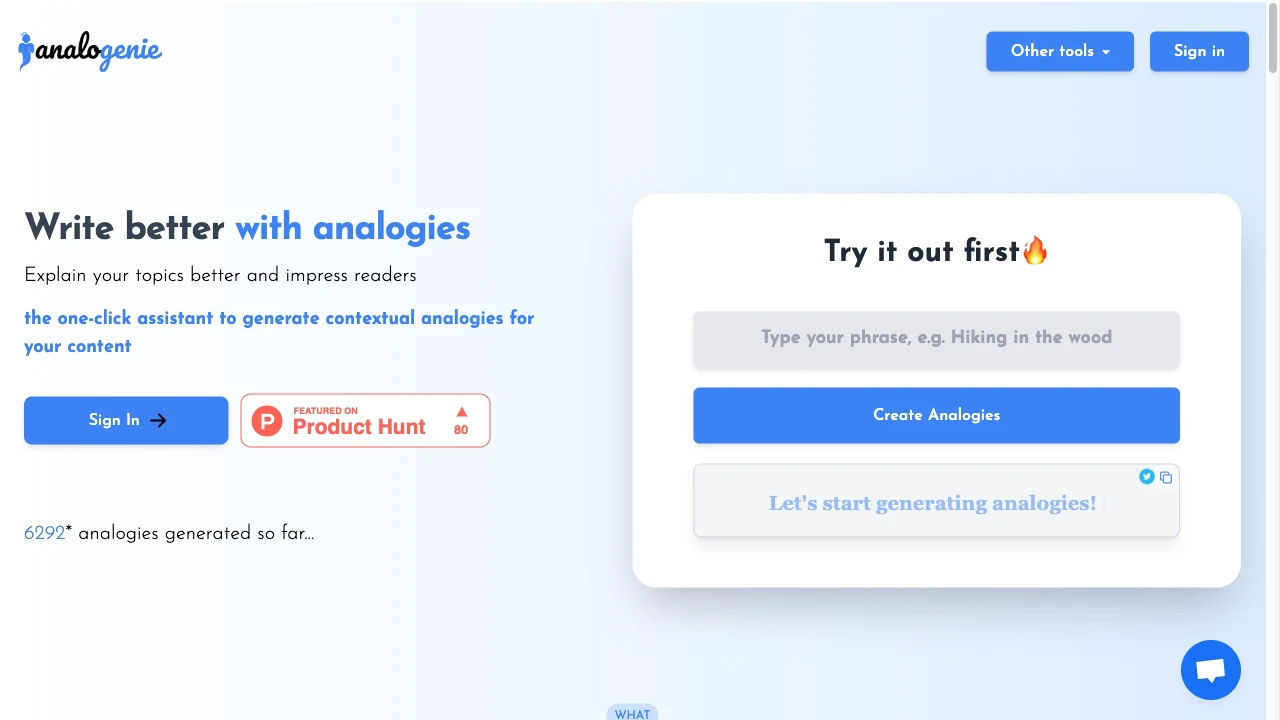 analogenie
Other tools
Sign in
Write better with analogies
Explain your topics better and impress readers
the one-click assistant to generate contextual analogies for
your content
Sign In →
P
FEATURED ON
Product Hunt
▲
80
6292* analogies generated so far...
Try it out first🔥
Type your phrase, e.g. Hiking in the wood
Create Analogies
Let's start generating analogies!
WHAT